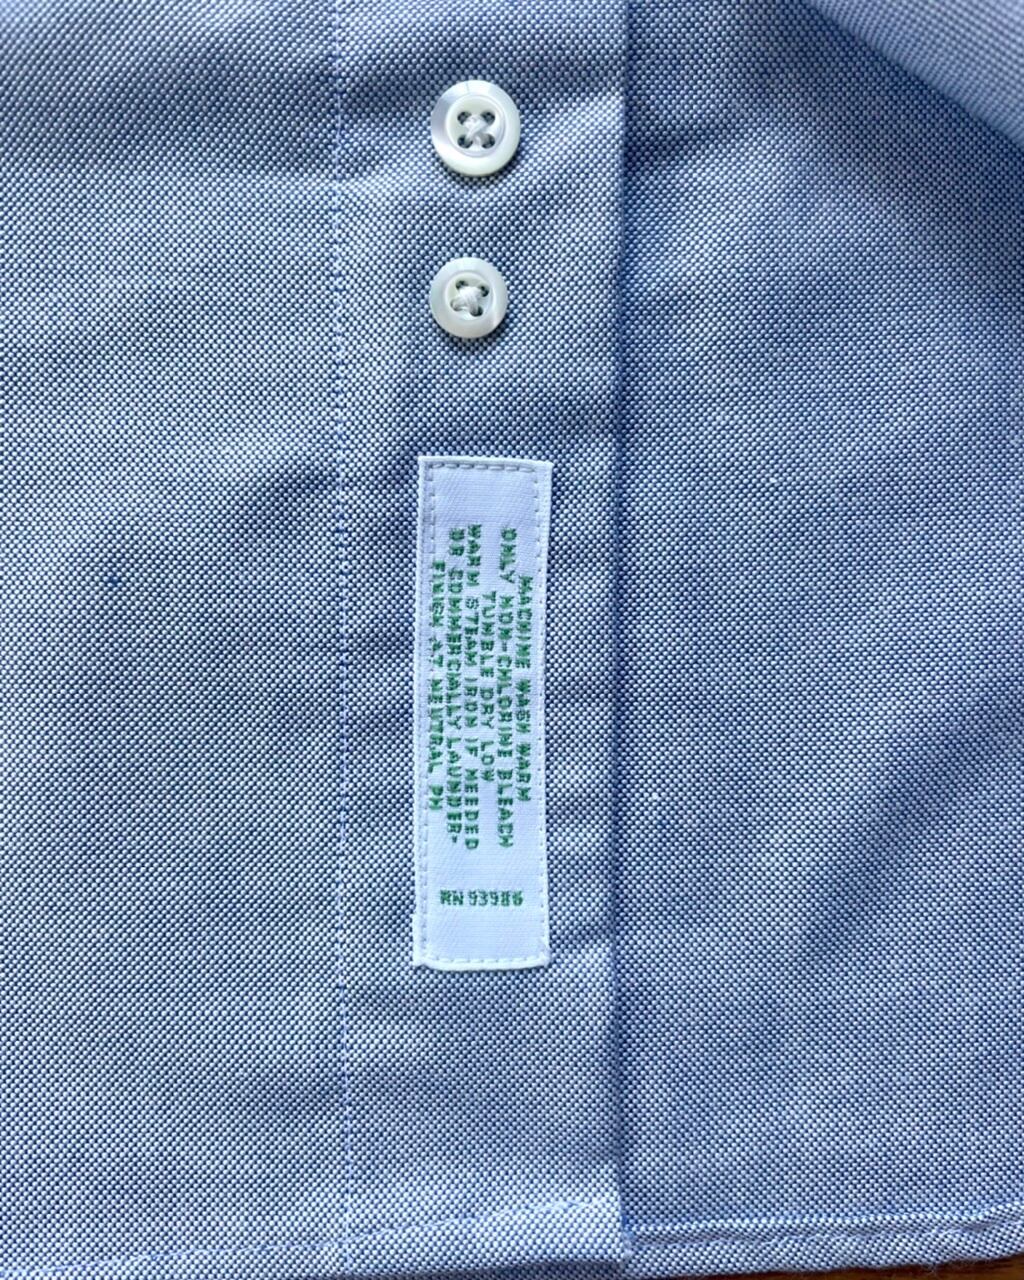 MACHINE WASH WARM
ONLY NON-CHLORINE BLEACH
TUMBLE DRY LOW
WARM STEAM IRON IF NEEDED
OR COMMERCIALLY LAUNDER-
FINISH AT NEUTRAL PH
RN